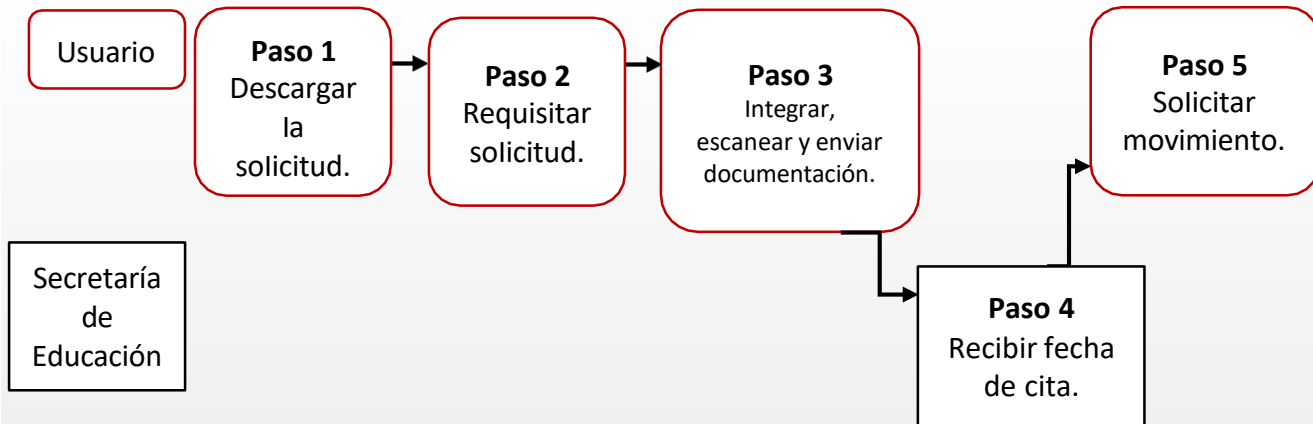 Usuario
Paso 1
Descargar
la
solicitud.
Paso 2
Requisitar
solicitud.
Paso 3
Integrar,
escanear y enviar
documentación.
Paso 5
Solicitar
movimiento.
Secretaría
de
Educación
Paso 4
Recibir fecha
de cita.